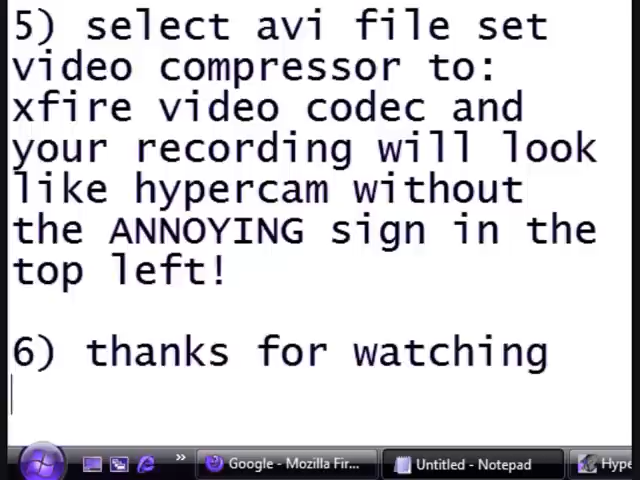 5) select avi file set
video compressor to:
xfire video codec and
your recording will look
like hypercam without
the ANNOYING sign in the
top left!
6) thanks for watching
» Google - Mozilla Fir... Untitled - Notepad Hype